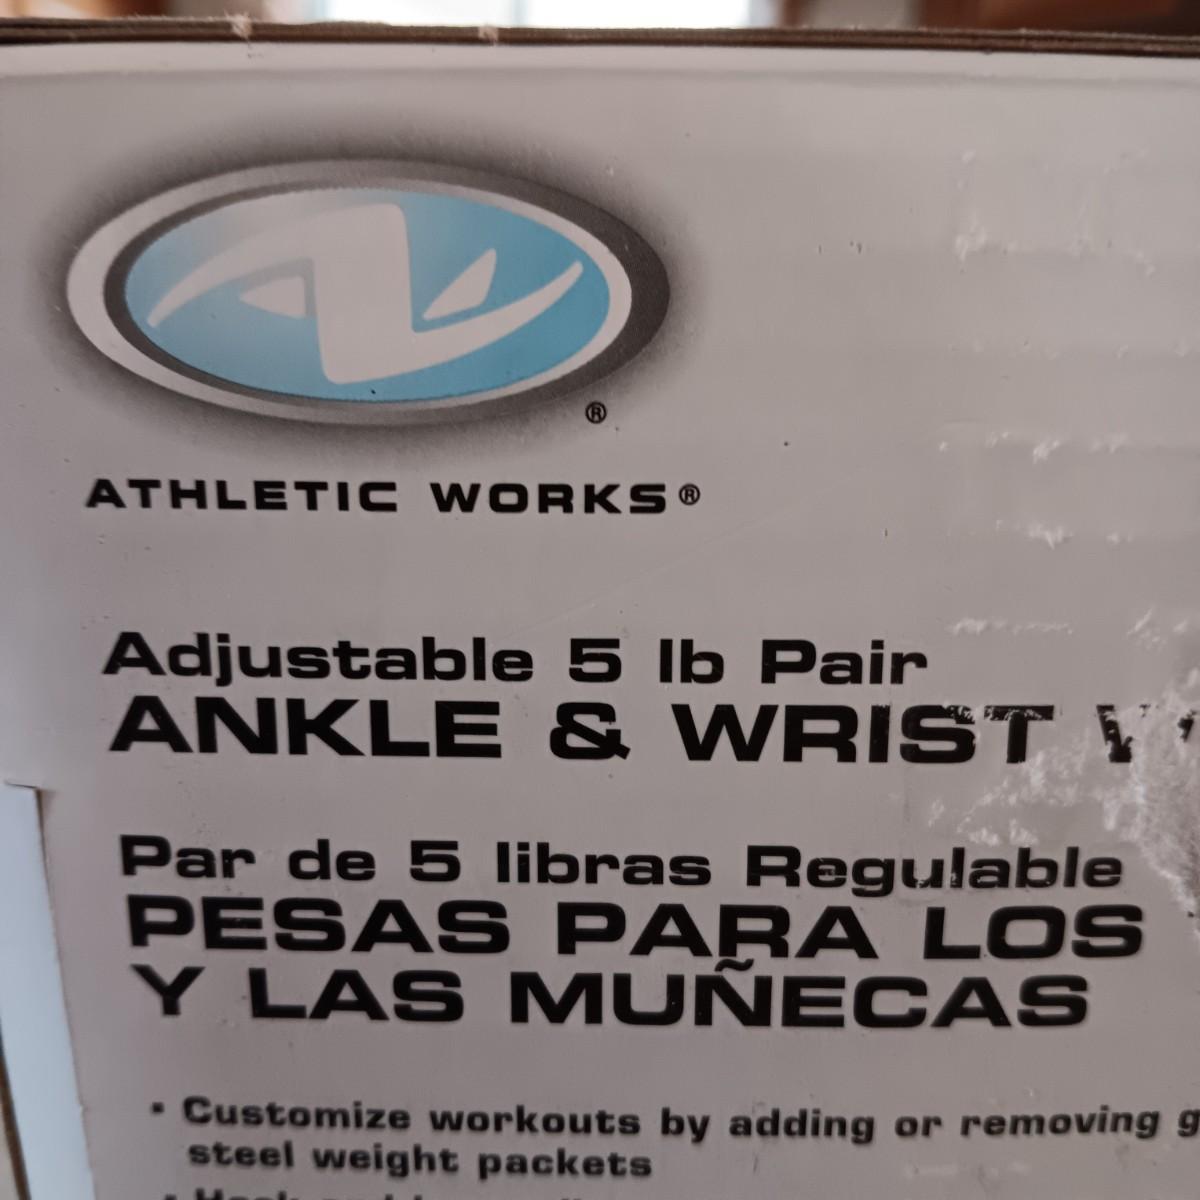 ®
ATHLETIC WORKS®
Adjustable 5 lb Pair
ANKLE & WRIST
Par de 5 libras Regulable
PESAS PARA LOS
Y LAS MUÑECAS
• Customize workouts by adding or removing
steel weight packets